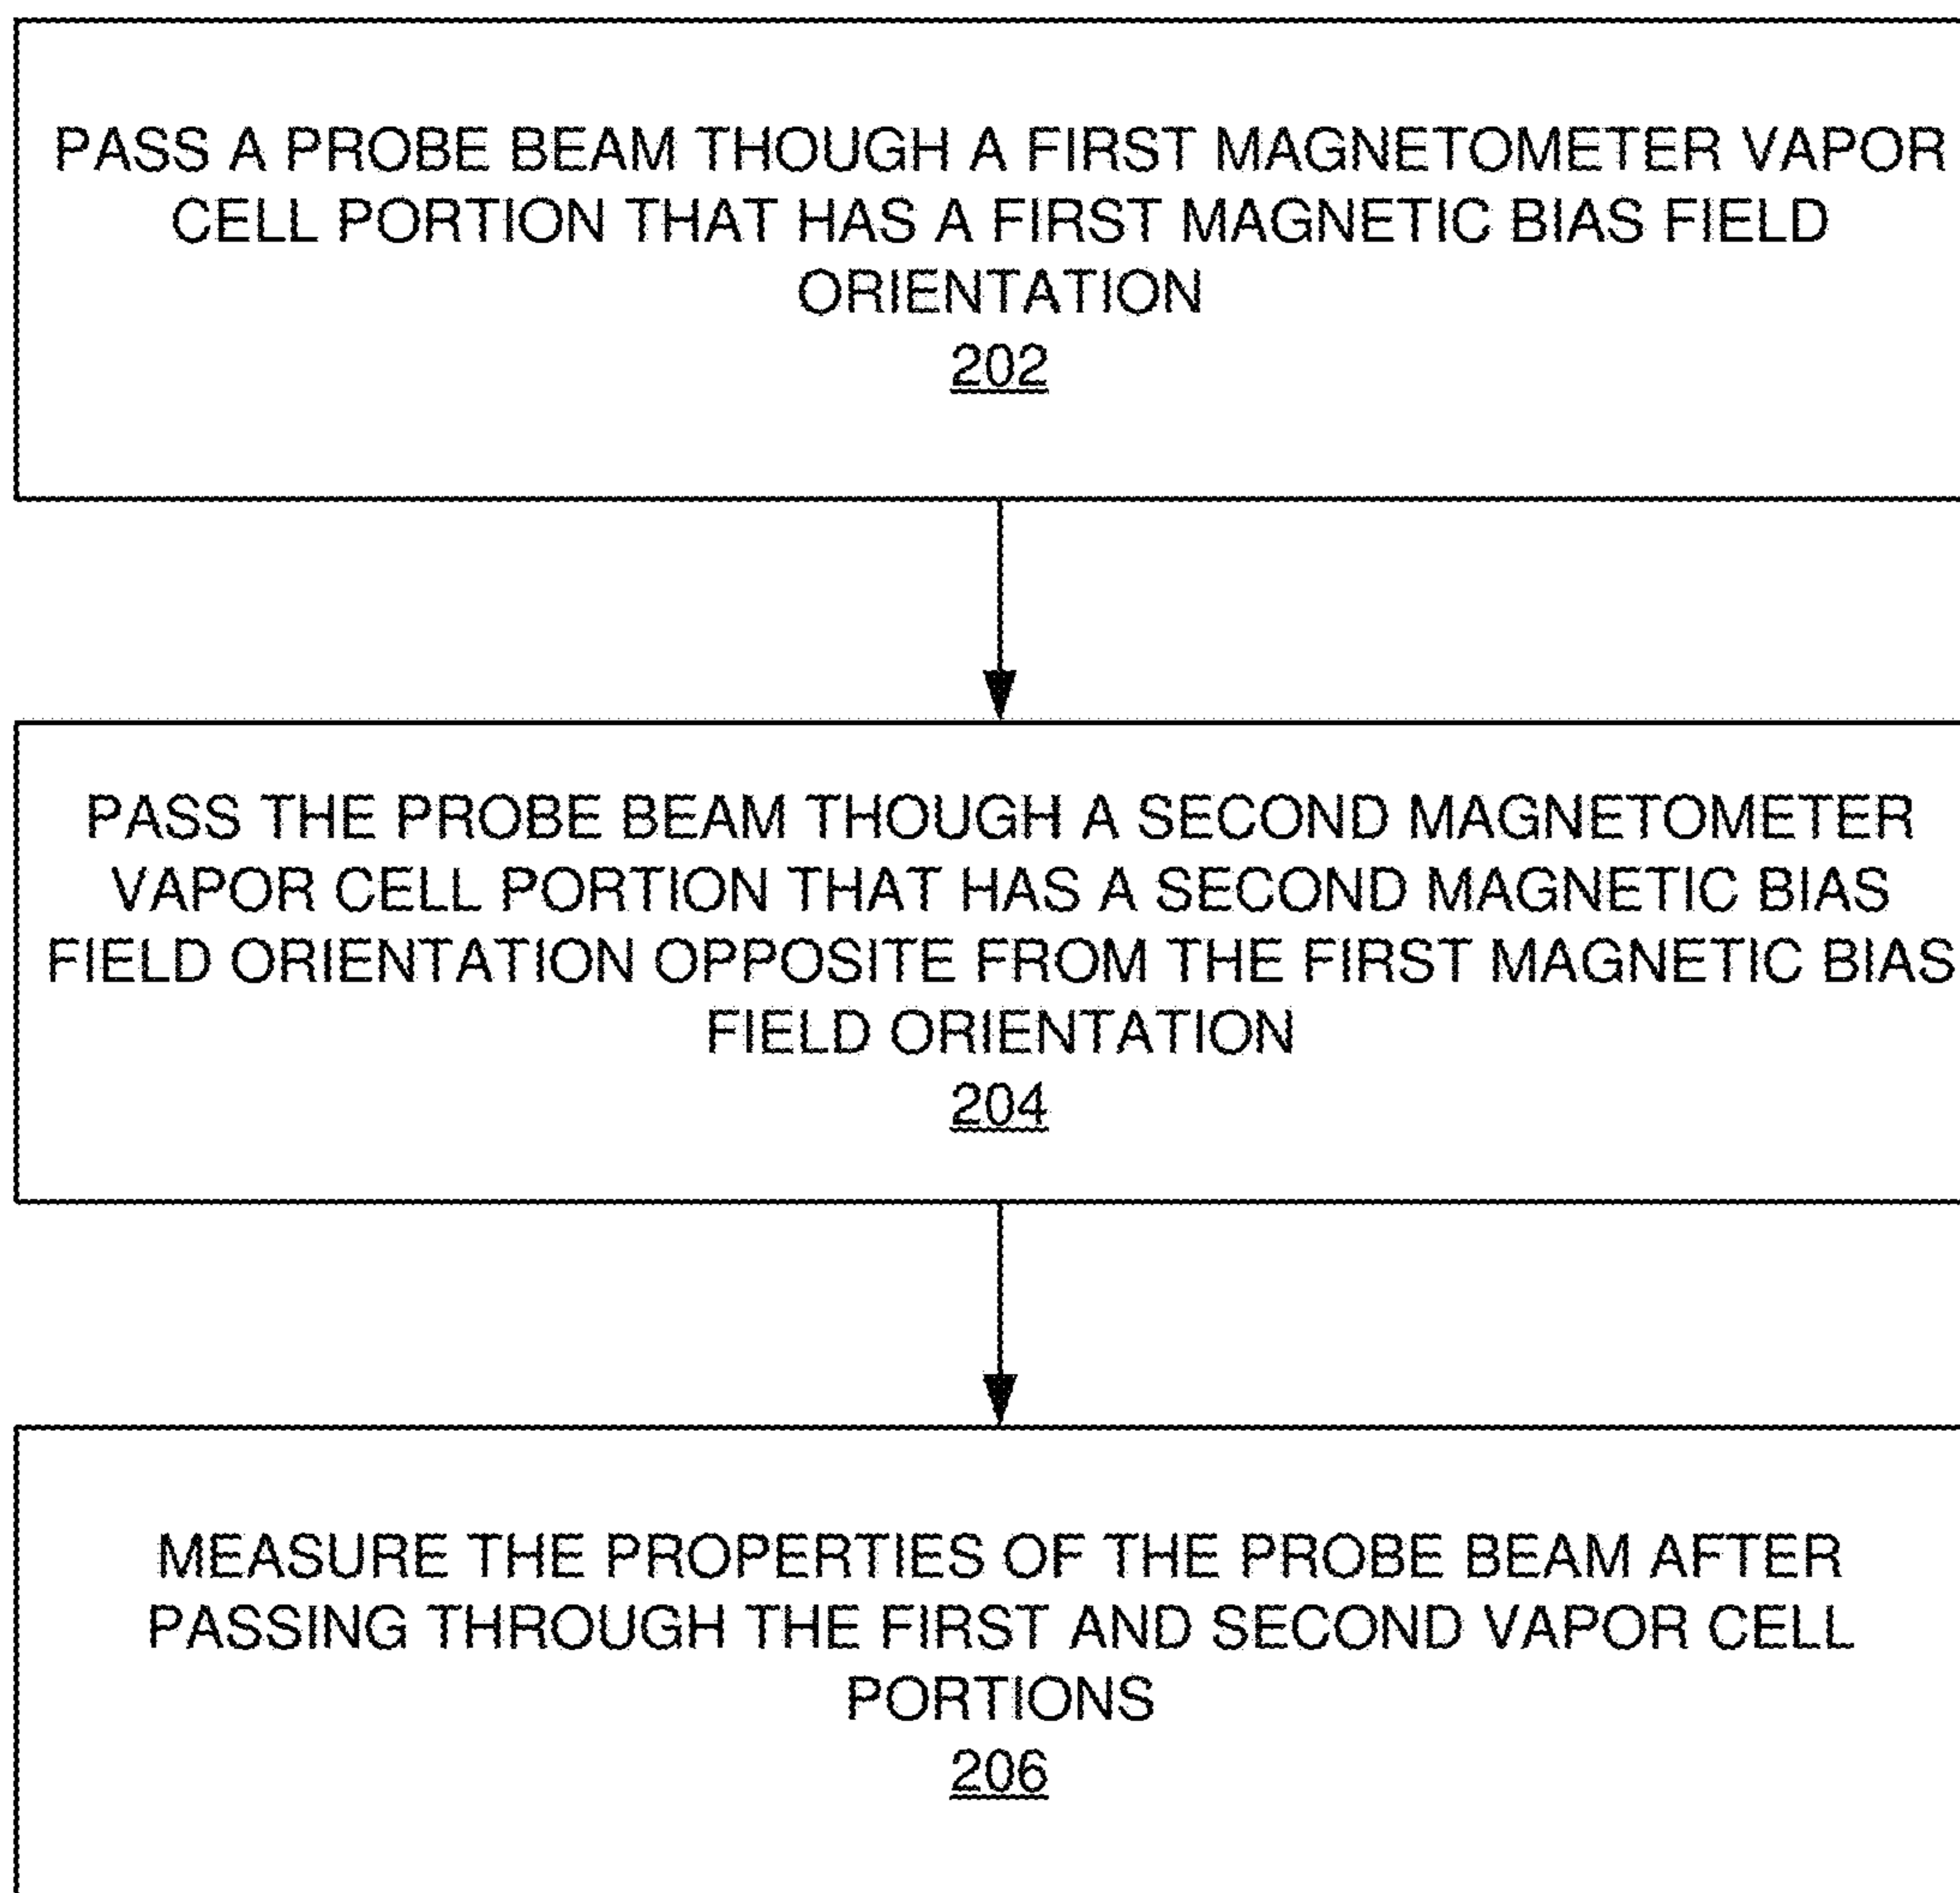 PASS A PROBE BEAM THOUGH A FIRST MAGNETOMETER VAPOR
CELL PORTION THAT HAS A FIRST MAGNETIC BIAS FIELD
ORIENTATION
202
PASS THE PROBE BEAM THOUGH A SECOND MAGNETOMETER
VAPOR CELL PORTION THAT HAS A SECOND MAGNETIC BIAS
FIELD ORIENTATION OPPOSITE FROM THE FIRST MAGNETIC BIAS
FIELD ORIENTATION
204
MEASURE THE PROPERTIES OF THE PROBE BEAM AFTER
PASSING THROUGH THE FIRST AND SECOND VAPOR CELL
PORTIONS
206